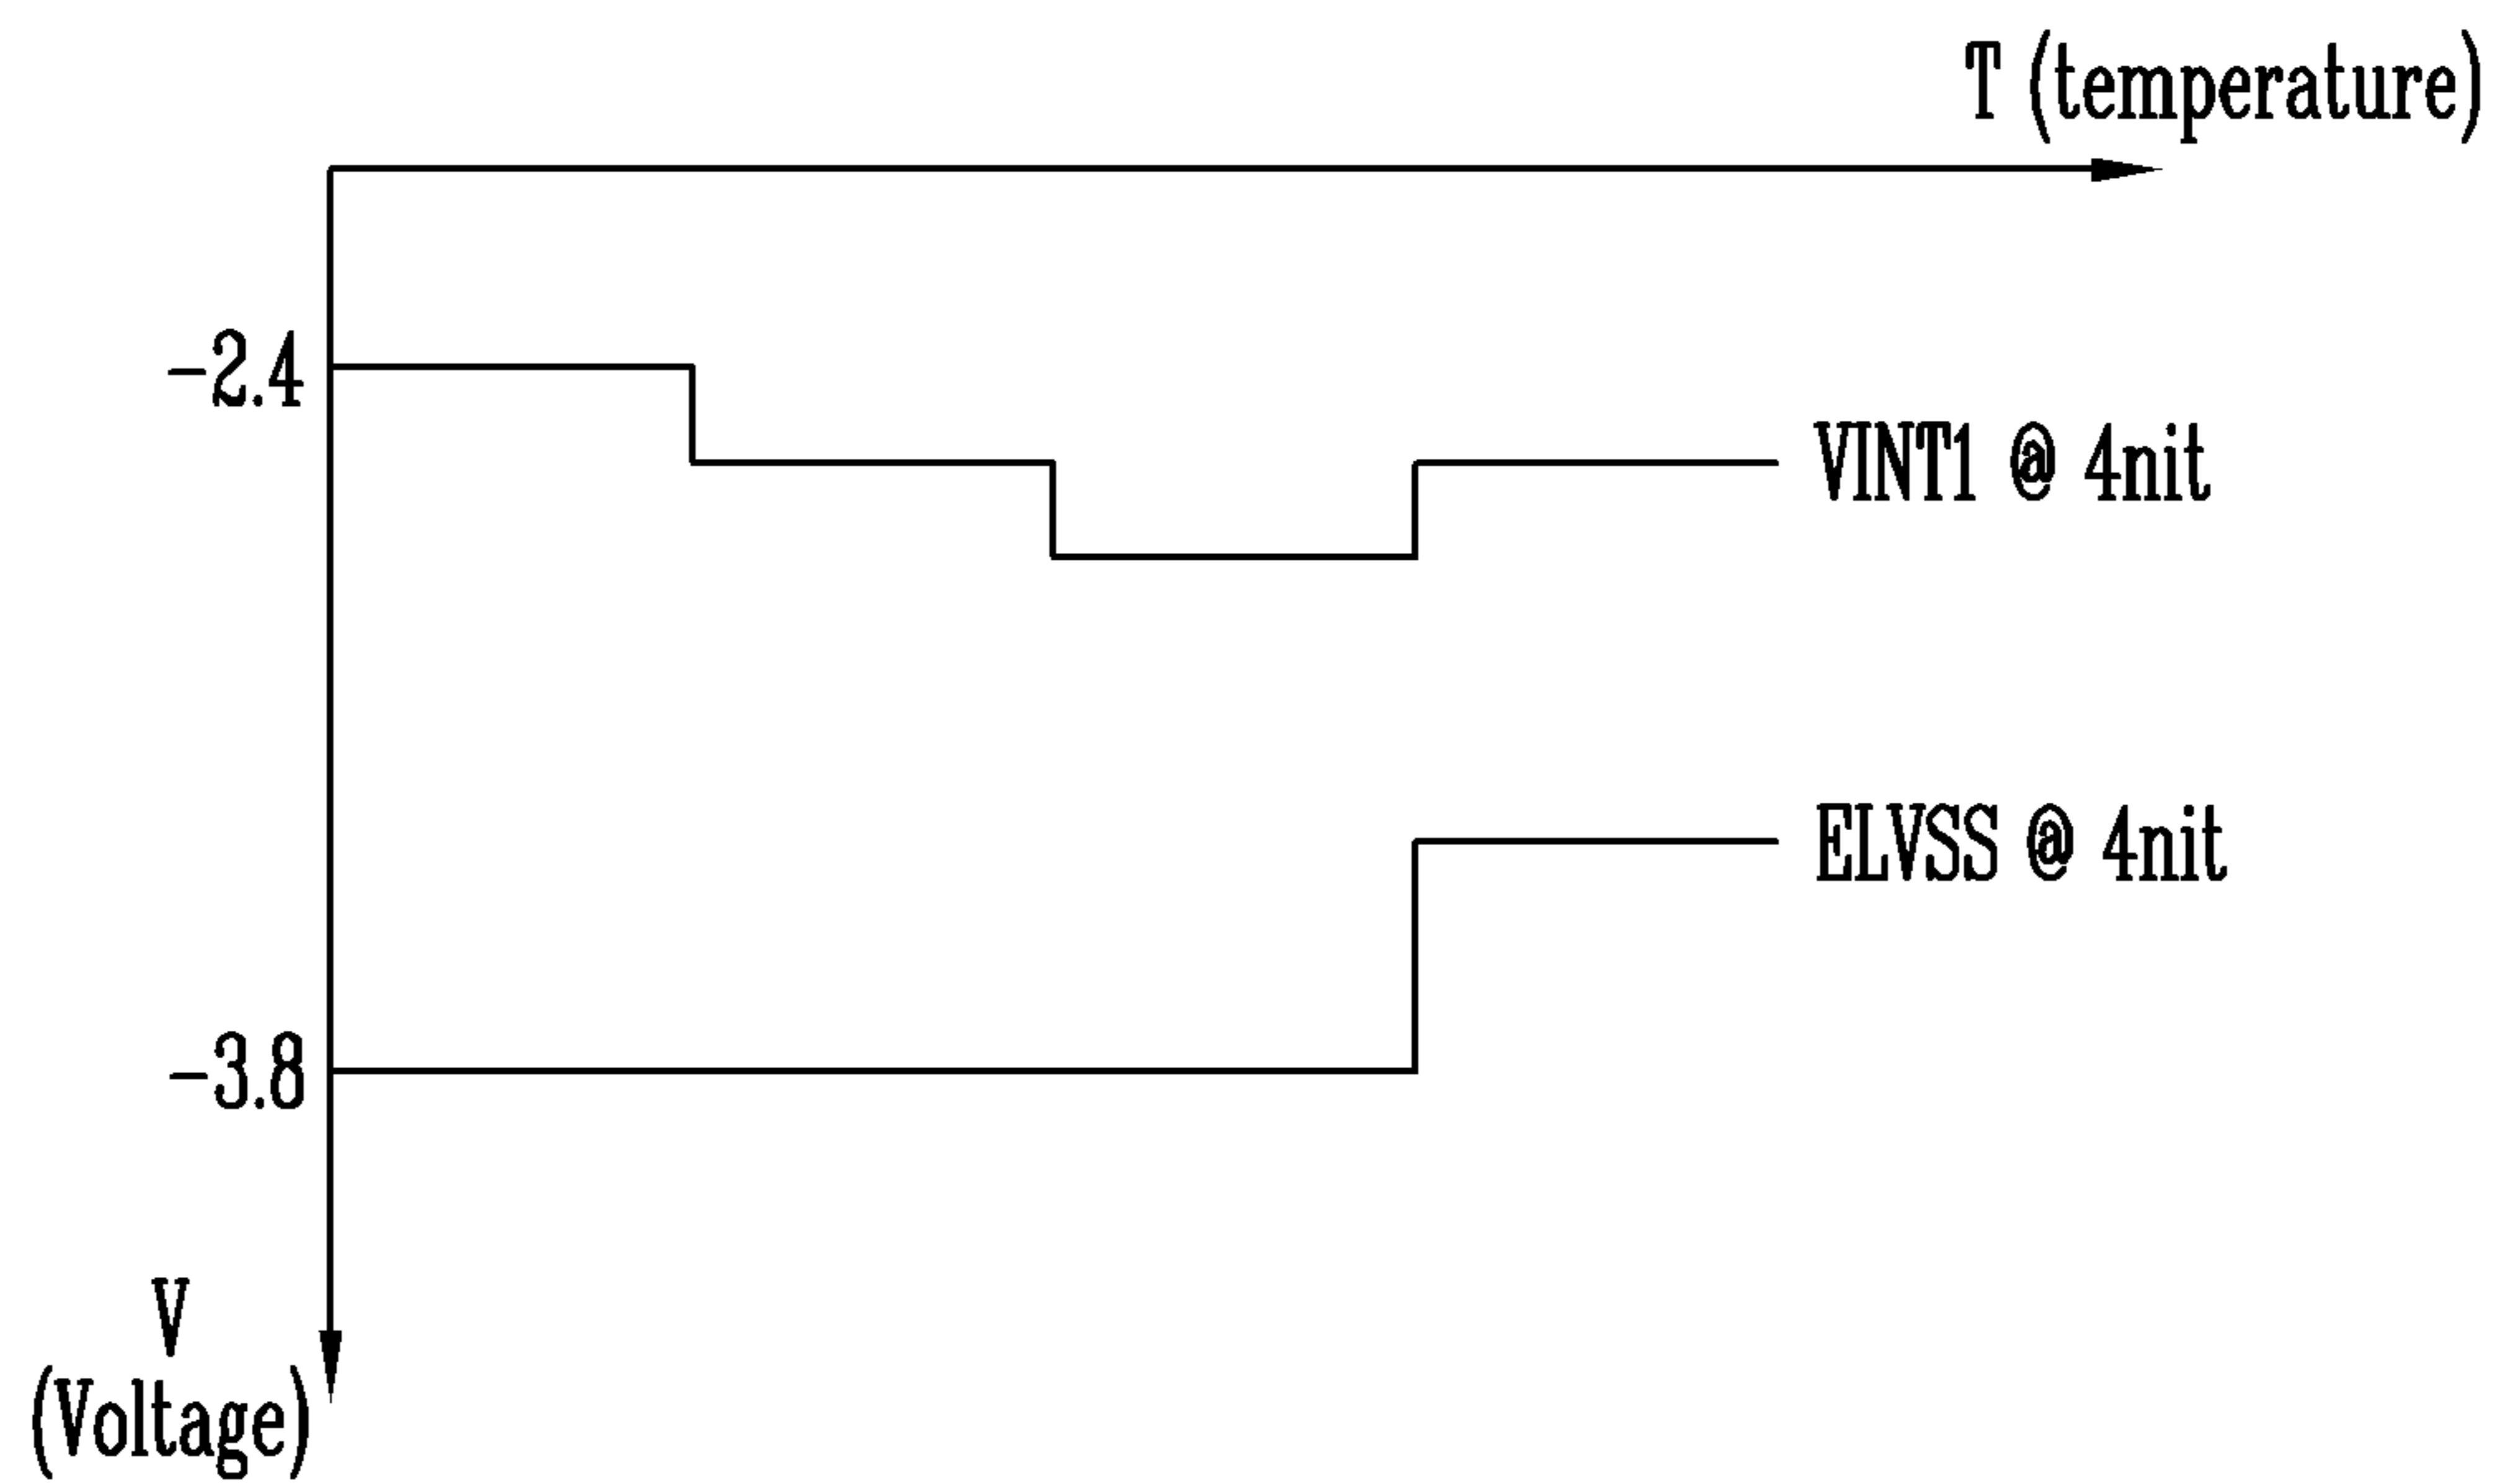 T (temperature)
-2.4
VINT1 @ 4nit
ELVSS @ 4nit
-3.8
V
(Voltage)